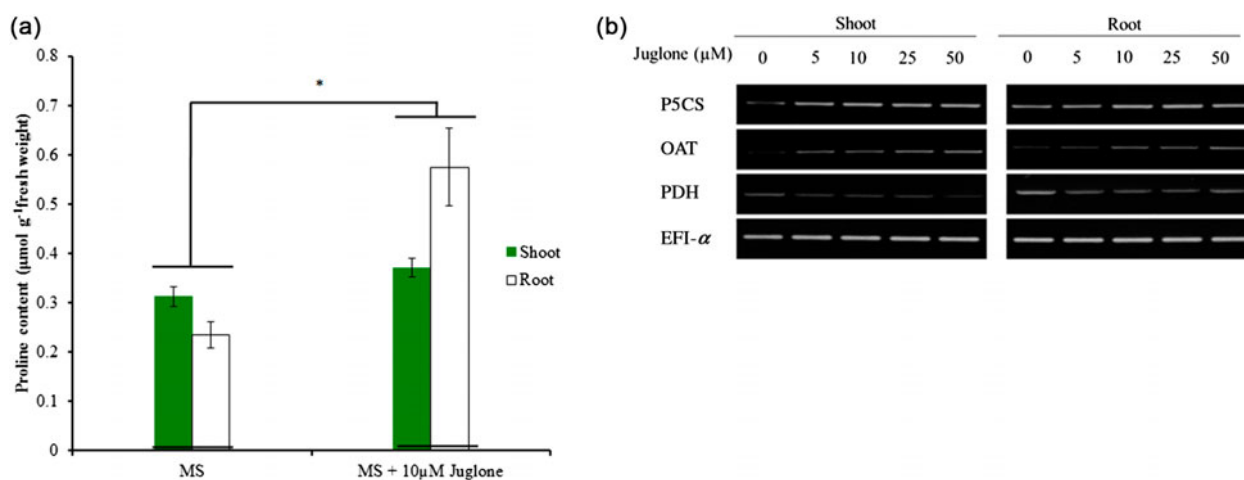 (a)
0.8
0.7
0.6
0.5
0.4
0.3
0.2
0.1
0
Proline content (µmol g⁻¹freshweight)
*
MS
MS + 10µM Juglone
Shoot
Root
(b)
Shoot Root
Juglone (µM) 0 5 10 25 50 0 5 10 25 50
P5CS
OAT
PDH
EFI-α